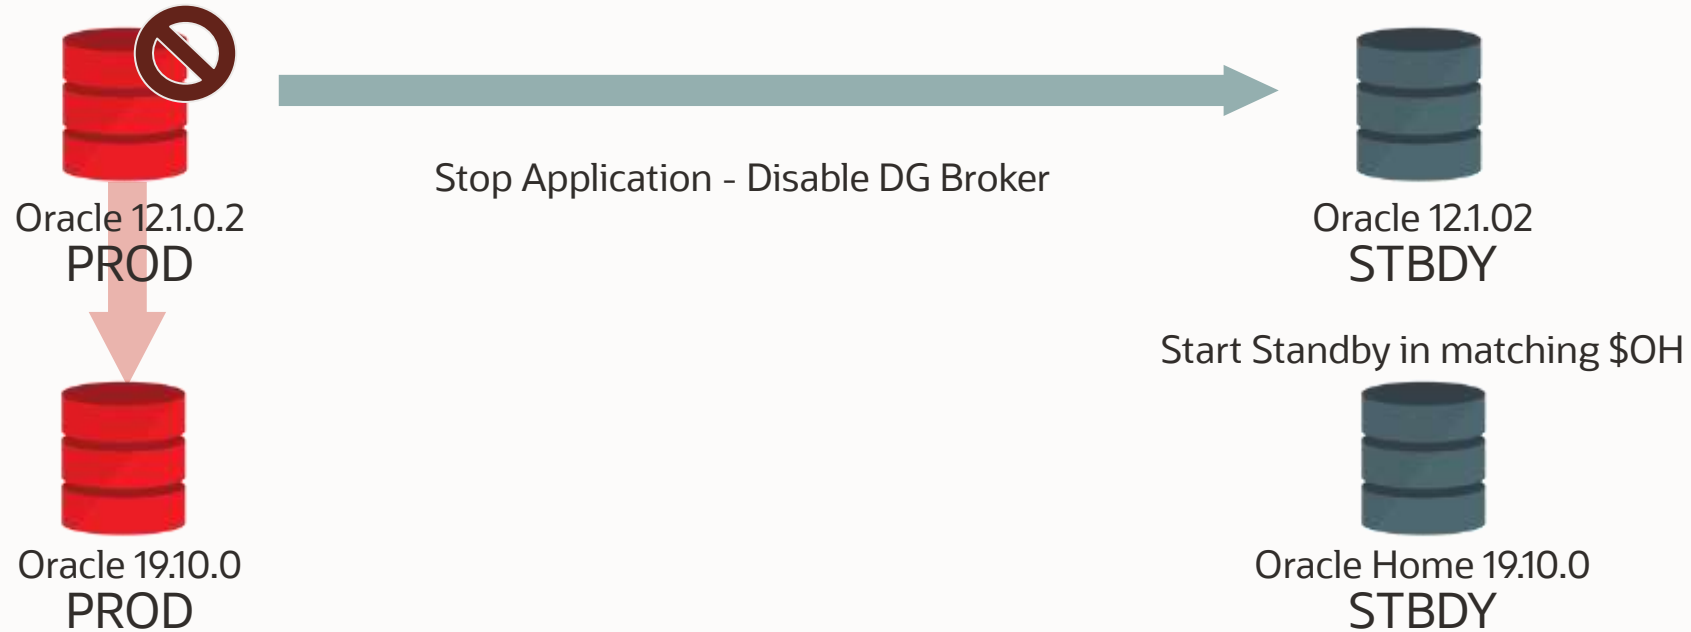 Stop Application - Disable DG Broker
Oracle 12.1.0.2
PROD
Oracle 12.1.02
STBDY
Start Standby in matching $OH
Oracle 19.10.0
PROD
Oracle Home 19.10.0
STBDY